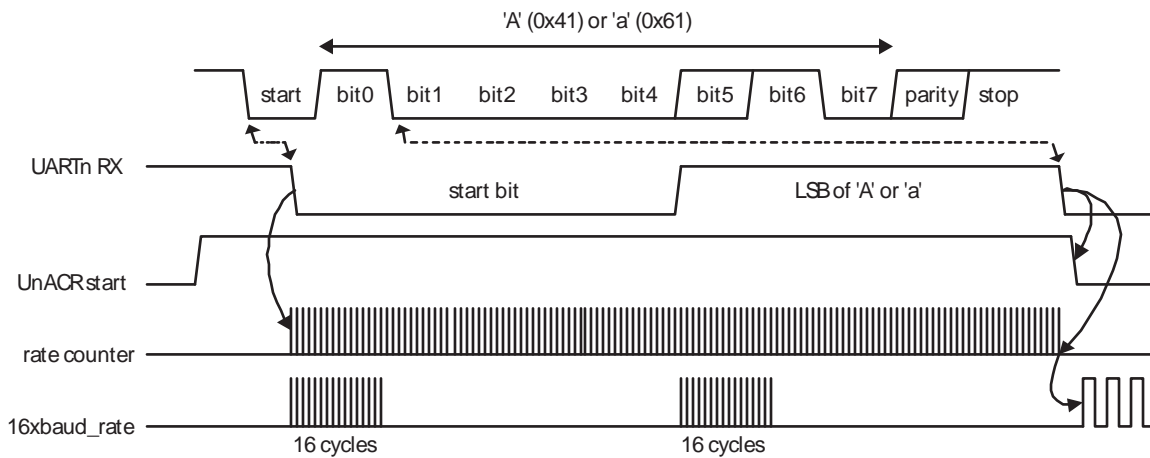 'A' (0x41) or 'a' (0x61)
start bit0 bit1 bit2 bit3 bit4 bit5 bit6 bit7 parity stop
UARTn RX
start bit LSB of 'A' or 'a'
UnACR start
rate counter
16xbaud_rate
16 cycles 16 cycles